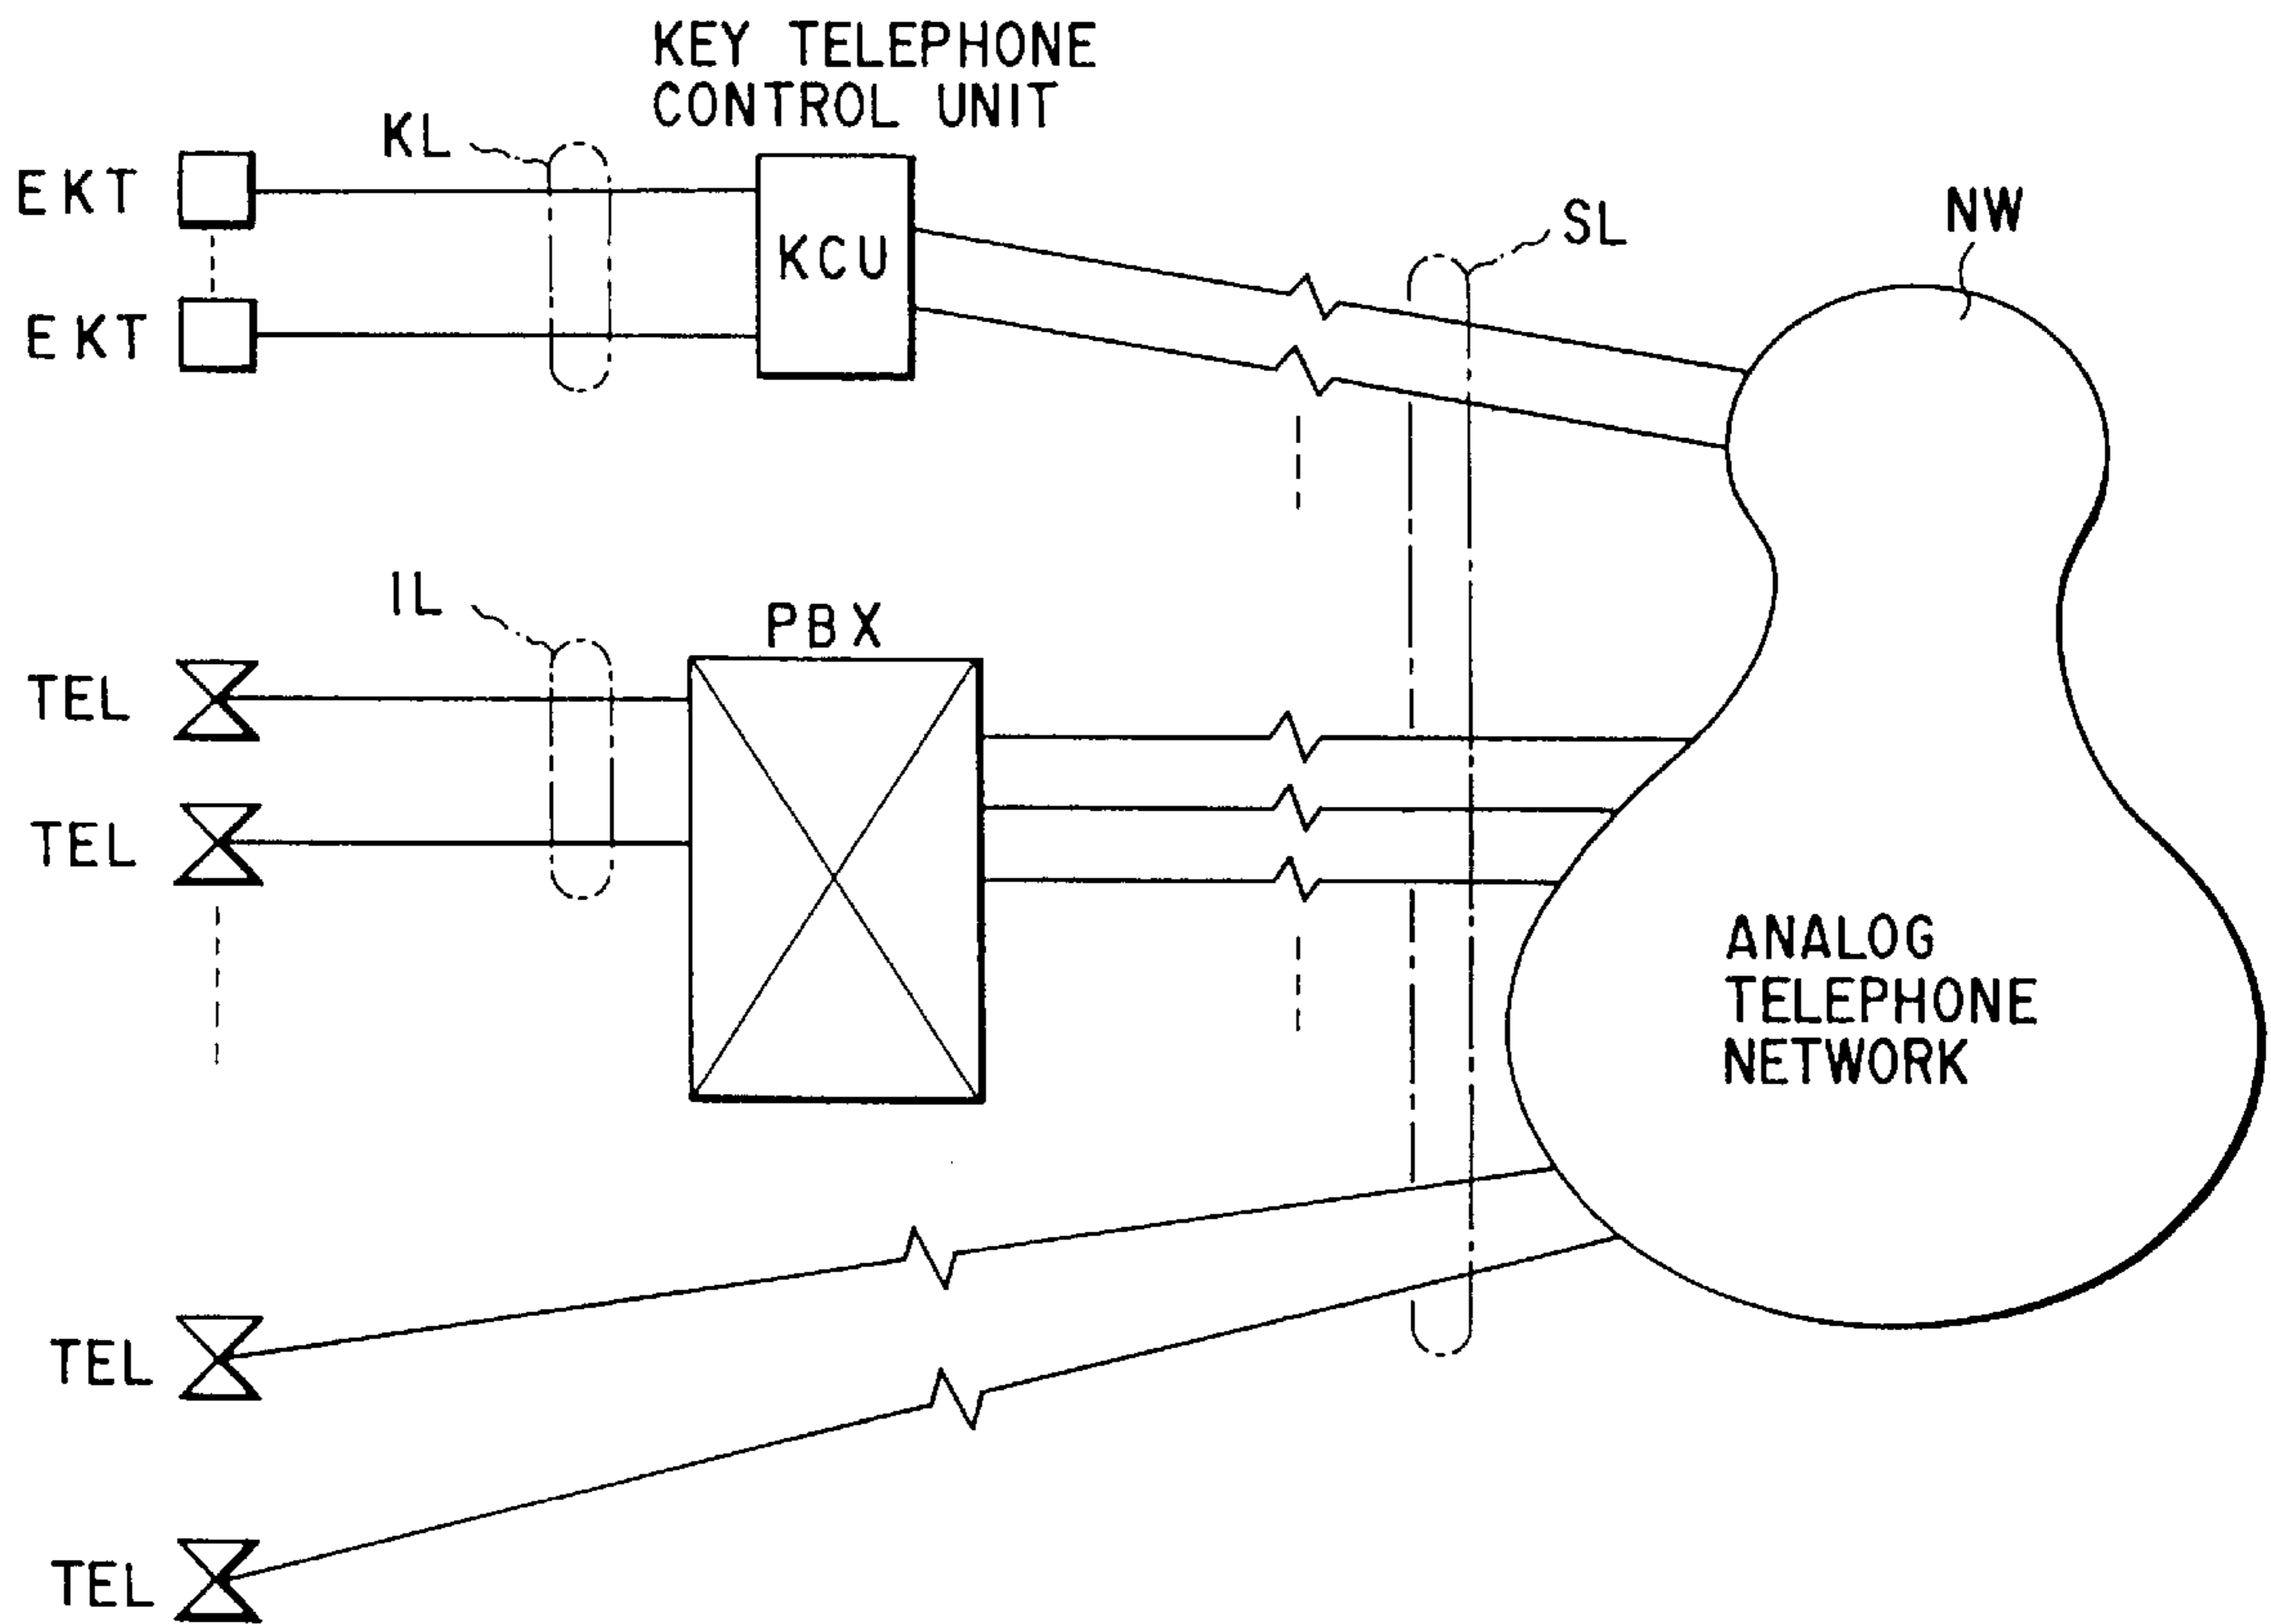 KEY TELEPHONE
CONTROL UNIT
KL
EKT
KCU
SL
NW
EKT
IL
PBX
TEL
TEL
ANALOG
TELEPHONE
NETWORK
TEL
TEL